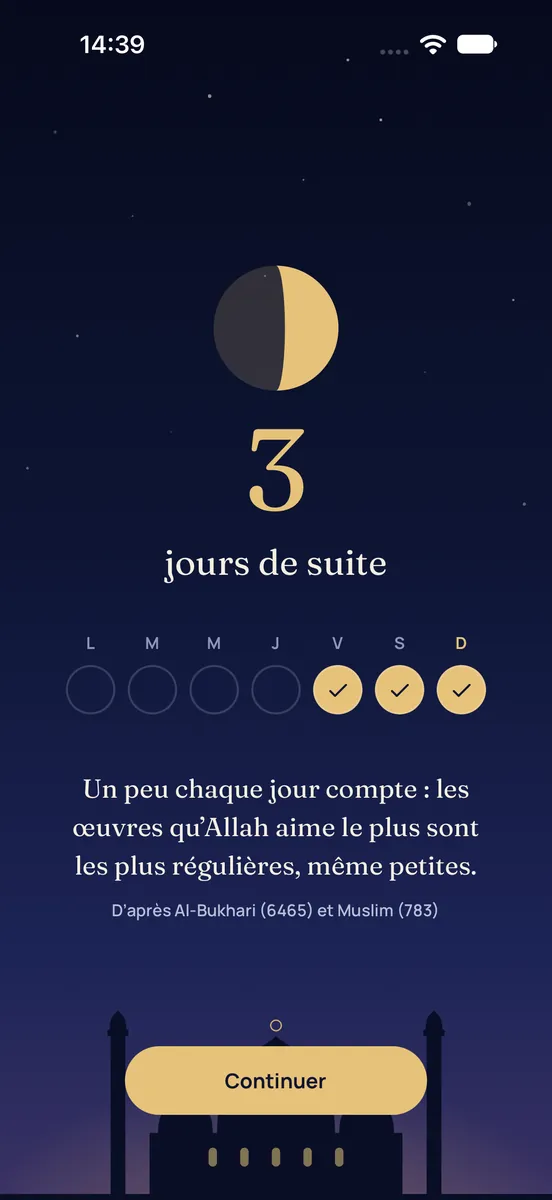 14:39
3
jours de suite
L M M J V S D
Un peu chaque jour compte : les
œuvres qu’Allah aime le plus sont
les plus régulières, même petites.
D’après Al-Bukhari (6465) et Muslim (783)
Continuer